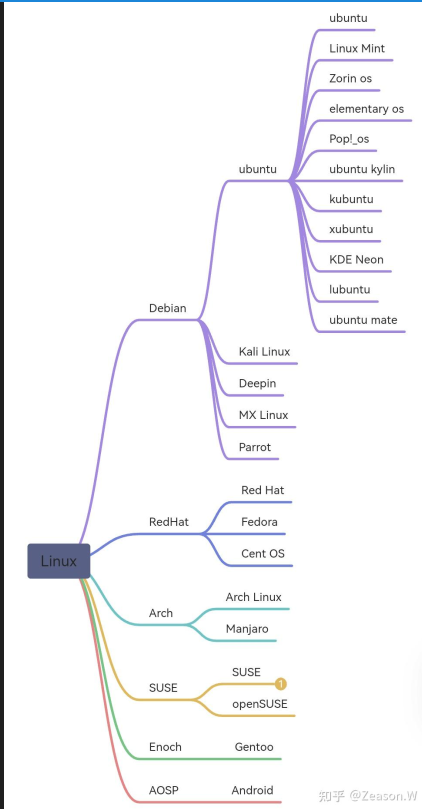 ubuntu
Linux Mint
Zorin os
elementary os
Pop!_os
ubuntu
ubuntu kylin
kubuntu
xubuntu
KDE Neon
lubuntu
ubuntu mate
Debian
Kali Linux
Deepin
MX Linux
Parrot
Red Hat
RedHat
Fedora
Cent OS
Linux
Arch Linux
Arch
Manjaro
SUSE
1
SUSE
openSUSE
Enoch
Gentoo
AOSP
Android
知乎 @Zeason.W